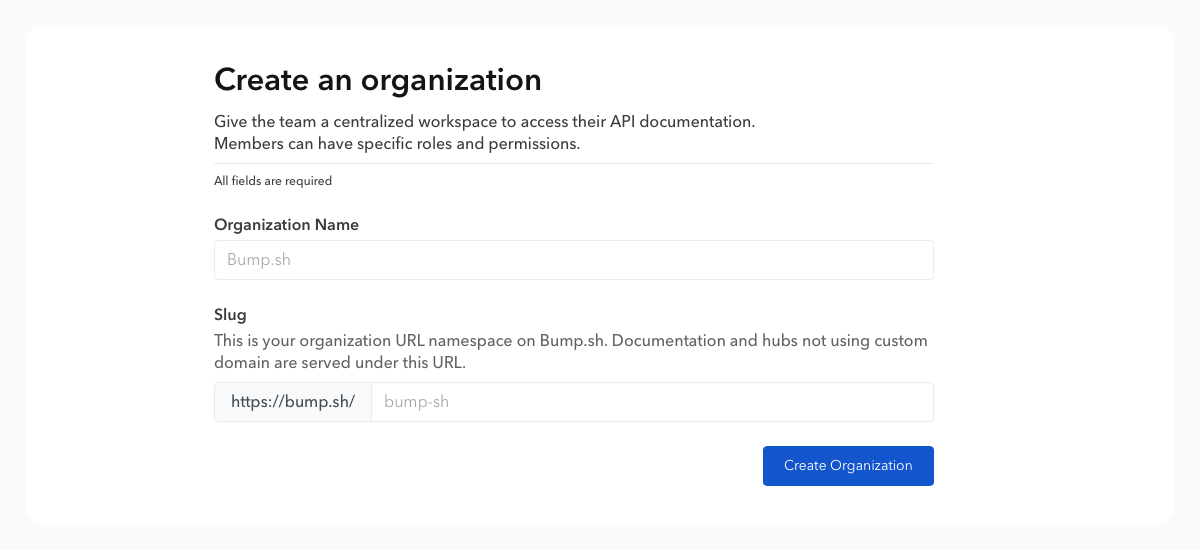 Create an organization
Give the team a centralized workspace to access their API documentation.
Members can have specific roles and permissions.
All fields are required
Organization Name
Bump.sh
Slug
This is your organization URL namespace on Bump.sh. Documentation and hubs not using custom
domain are served under this URL.
https://bump.sh/ bump-sh
Create Organization